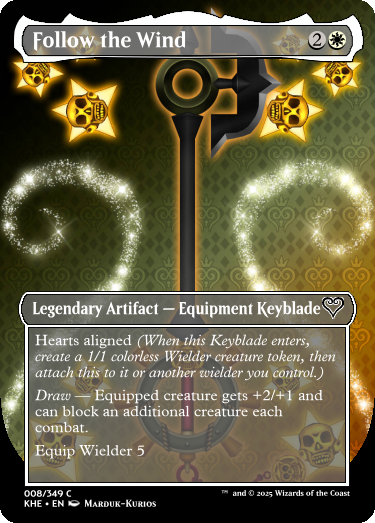 Follow the Wind 2
Legendary Artifact — Equipment Keyblade
Hearts aligned (When this Keyblade enters,
create a 1/1 colorless Wielder creature token, then
attach this to it or another wielder you control.)
Draw — Equipped creature gets +2/+1 and
can block an additional creature each
combat.
Equip Wielder 5
008/349 C
KHE • EN Marduk-Kurios
™ and © 2025 Wizards of the Coast